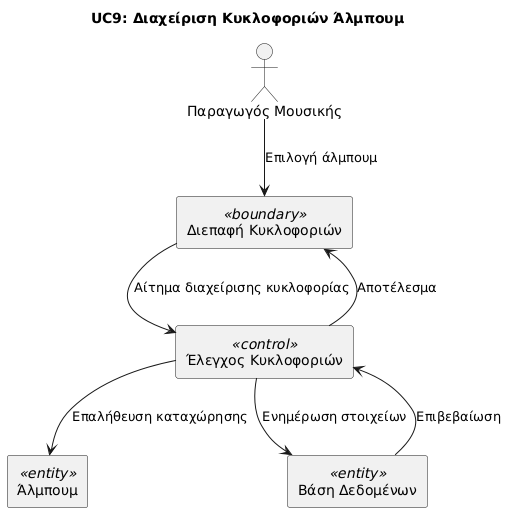 UC9: Διαχείριση Κυκλοφοριών Άλμπουμ
Παραγωγός Μουσικής
Επιλογή άλμπουμ
«boundary»
Διεπαφή Κυκλοφοριών
Αίτημα διαχείρισης κυκλοφορίας
Αποτέλεσμα
«control»
Έλεγχος Κυκλοφοριών
Επαλήθευση καταχώρησης
Ενημέρωση στοιχείων
Επιβεβαίωση
«entity»
Άλμπουμ
«entity»
Βάση Δεδομένων